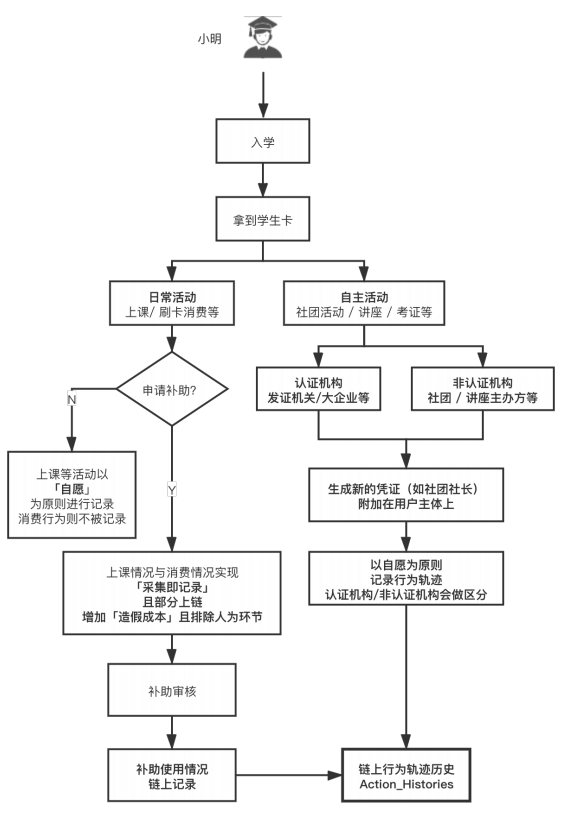 小明
入学
拿到学生卡
日常活动
上课/ 刷卡消费等
自主活动
社团活动 / 讲座 / 考证等
申请补助?
N
Y
认证机构
发证机关/大企业等
非认证机构
社团 / 讲座主办方等
上课等活动以
「自愿」
为原则进行记录
消费行为则不被记录
生成新的凭证（如社团社长）
附加在用户主体上
上课情况与消费情况实现
「采集即记录」
且部分上链
增加「造假成本」且排除人为环节
以自愿为原则
记录行为轨迹
认证机构/非认证机构会做区分
补助审核
补助使用情况
链上记录
链上行为轨迹历史
Action_Histories